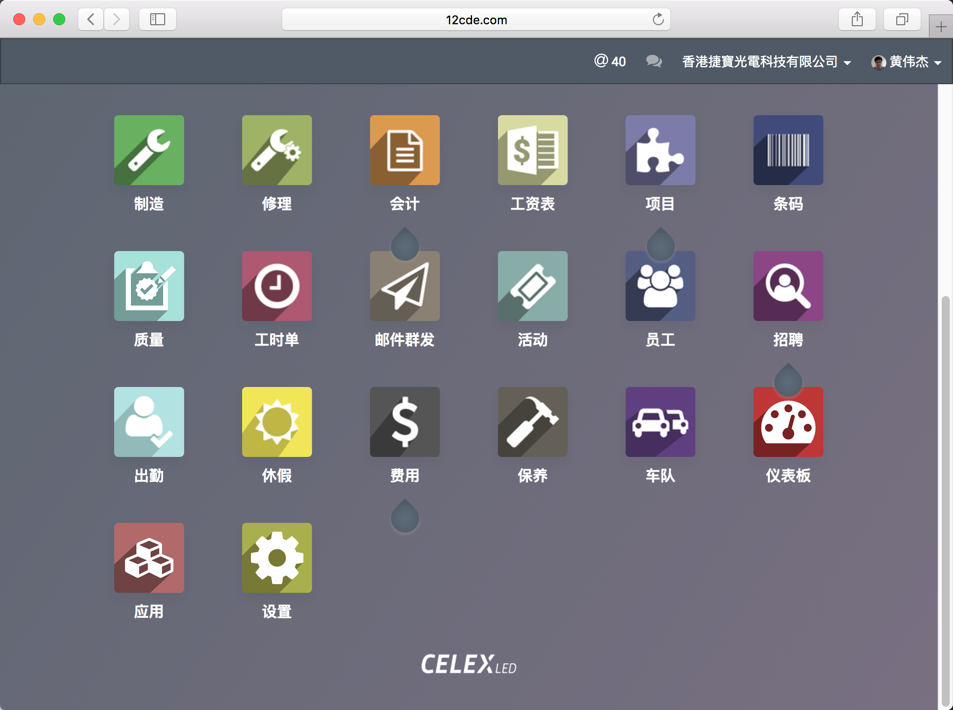 12cde.com
@ 40
香港捷寶光電科技有限公司
黄伟杰
制造
修理
会计
工资表
项目
条码
质量
工时单
邮件群发
活动
员工
招聘
出勤
休假
费用
保养
车队
仪表板
应用
设置
CELEX LED